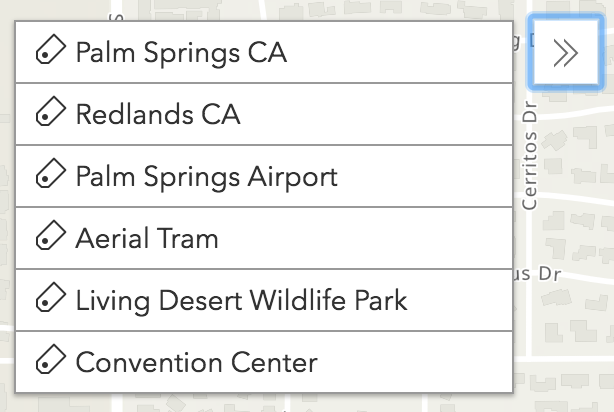 Palm Springs CA
Redlands CA
Palm Springs Airport
Aerial Tram
Living Desert Wildlife Park
Convention Center
Cerritos Dr
Dr